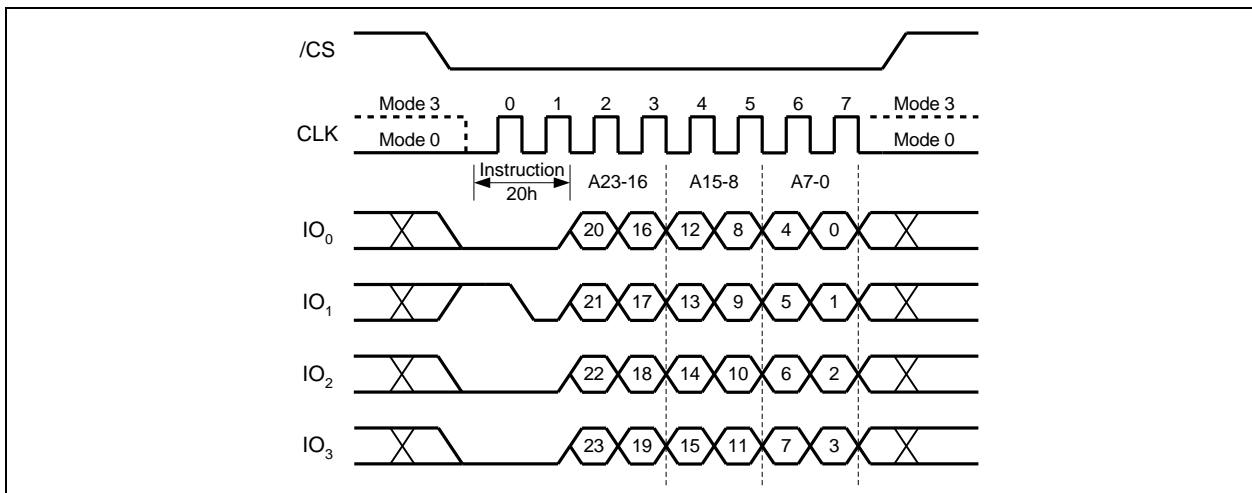 /CS
Mode 3 0 1 2 3 4 5 6 7 Mode 3
CLK
Mode 0 Mode 0
Instruction
20h
A23-16 A15-8 A7-0
IO0 20 16 12 8 4 0
IO1 21 17 13 9 5 1
IO2 22 18 14 10 6 2
IO3 23 19 15 11 7 3